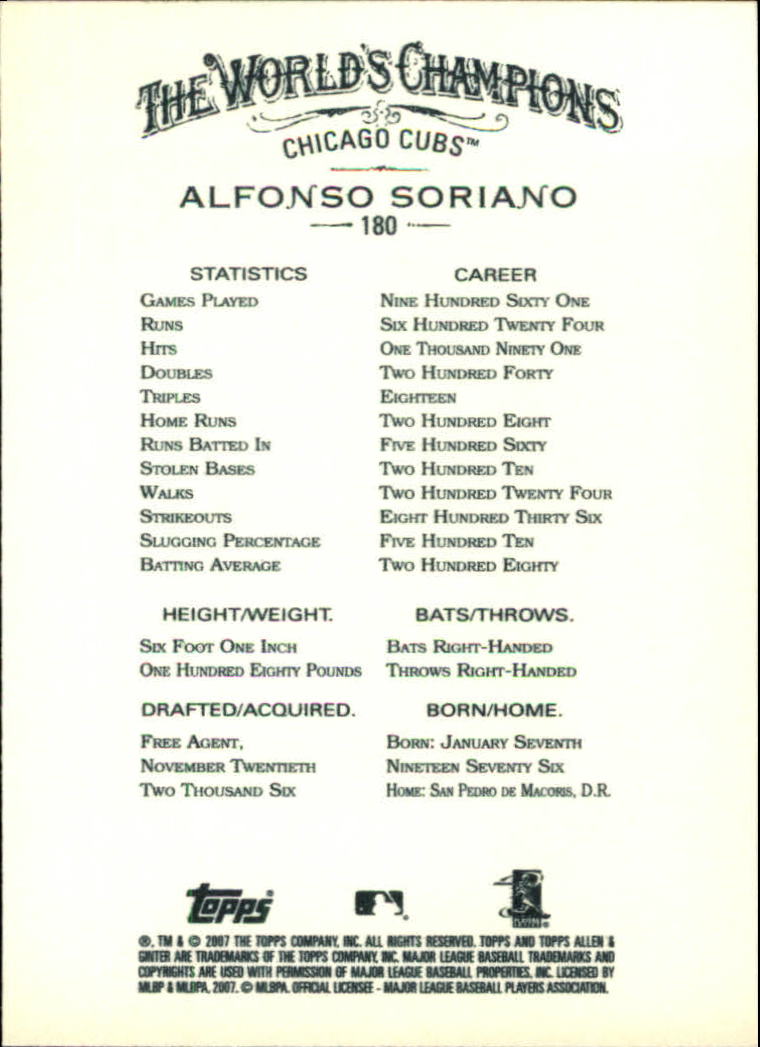 THE WORLD'S CHAMPIONS
CHICAGO CUBS™
ALFONSO SORIANO
180
STATISTICS CAREER
GAMES PLAYED NINE HUNDRED SIXTY ONE
RUNS SIX HUNDRED TWENTY FOUR
HITS ONE THOUSAND NINETY ONE
DOUBLES TWO HUNDRED FORTY
TRIPLES EIGHTEEN
HOME RUNS TWO HUNDRED EIGHT
RUNS BATTED IN FIVE HUNDRED SIXTY
STOLEN BASES TWO HUNDRED TEN
WALKS TWO HUNDRED TWENTY FOUR
STRIKEOUTS EIGHT HUNDRED THIRTY SIX
SLUGGING PERCENTAGE FIVE HUNDRED TEN
BATTING AVERAGE TWO HUNDRED EIGHTY
HEIGHT/WEIGHT. BATS/THROWS.
SIX FOOT ONE INCH BATS RIGHT-HANDED
ONE HUNDRED EIGHTY POUNDS THROWS RIGHT-HANDED
DRAFTED/ACQUIRED. BORN/HOME.
FREE AGENT, BORN: JANUARY SEVENTH
NOVEMBER TWENTIETH NINETEEN SEVENTY SIX
TWO THOUSAND SIX HOME: SAN PEDRO DE MACORIS, D.R.
Topps®
®, TM & © 2007 THE TOPPS COMPANY, INC. ALL RIGHTS RESERVED. TOPPS AND TOPPS ALLEN &
GINTER ARE TRADEMARKS OF THE TOPPS COMPANY, INC. MAJOR LEAGUE BASEBALL TRADEMARKS AND
COPYRIGHTS ARE USED WITH PERMISSION OF MAJOR LEAGUE BASEBALL PROPERTIES, INC. LICENSED BY
MLBP & MLBPA, 2007. © MLBPA. OFFICIAL LICENSEE - MAJOR LEAGUE BASEBALL PLAYERS ASSOCIATION.